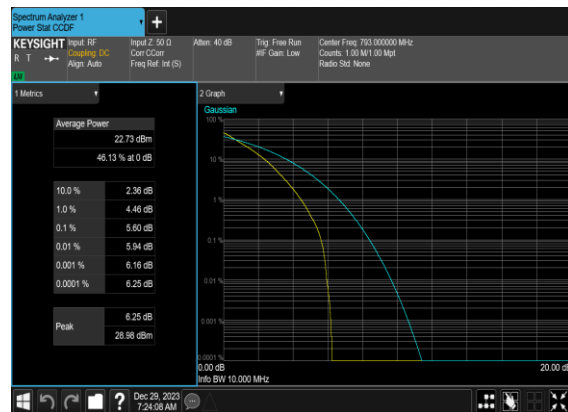 Spectrum Analyzer 1
Power Stat CCDF
+
KEYSIGHT
R T
LU
Input: RF
Coupling: DC
Align: Auto
Input Z: 50 Ω
Corr CCorr
Freq Ref: Int (S)
Atten: 40 dB
Trig: Free Run
#IF Gain: Low
Center Freq: 793.000000 MHz
Counts: 1.00 M/1.00 Mpt
Radio Std: None
1 Metrics
Average Power
22.73 dBm
46.13 % at 0 dB
10.0 % 2.36 dB
1.0 % 4.46 dB
0.1 % 5.60 dB
0.01 % 5.94 dB
0.001 % 6.16 dB
0.0001 % 6.25 dB
Peak
6.25 dB
28.98 dBm
2 Graph
Gaussian
100 %
10 %
1 %
0.1 %
0.01 %
0.001 %
0.0001 %
0.00 dB
20.00 dB
Info BW 10.000 MHz
?
Dec 29, 2023
7:24:08 AM